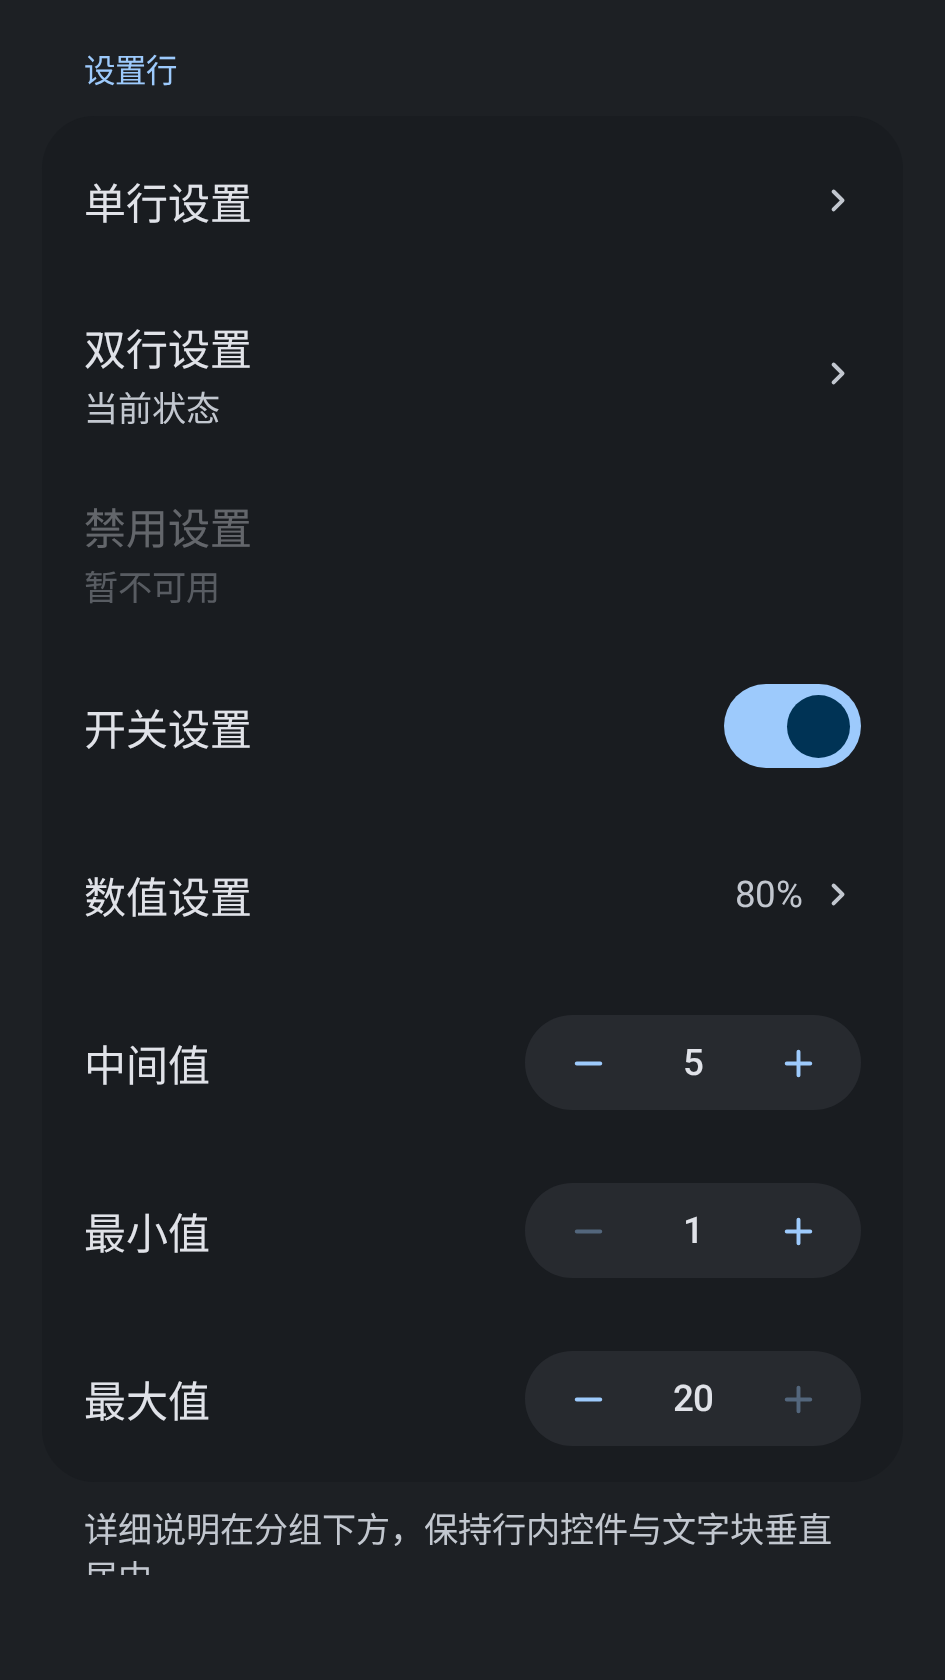 设置行
单行设置
双行设置
当前状态
禁用设置
暂不可用
开关设置
数值设置
80%
中间值
5
最小值
1
最大值
20
详细说明在分组下方，保持行内控件与文字块垂直
居中